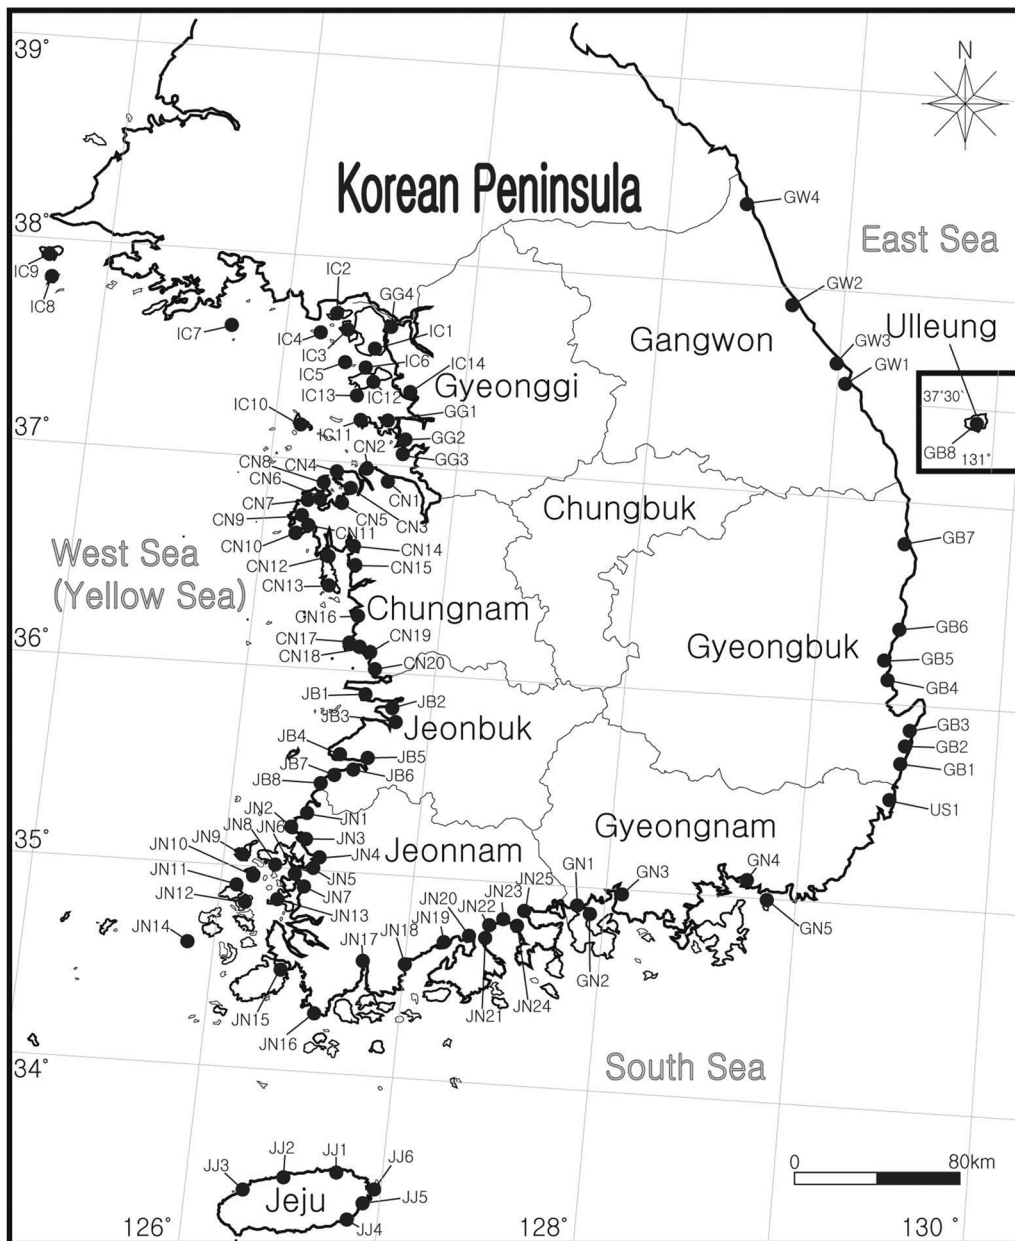 39°
N
Korean Peninsula
GW4
38°
East Sea
IC9
IC8
IC2
GG4
GW2
IC7
IC4
IC1
Ulleung
Gangwon
IC3
IC6
GW3
IC5
IC14
GW1
Gyeonggi
IC13
IC12
37°30`
IC10
GG1
37°
IC11
GG2
GB8
131°
CN2
GG3
CN8
CN4
CN6
CN1
CN7
Chungbuk
CN5
CN3
CN9
CN11
West Sea
(Yellow Sea)
CN10
CN14
GB7
CN12
CN15
CN13
Chungnam
CN16
GB6
CN17
CN19
36°
CN18
Gyeongbuk
GB5
CN20
GB4
JB1
JB2
JB3
Jeonbuk
GB3
JB4
GB2
JB5
GB1
JB7
JB6
JB8
US1
JN2
JN1
Gyeongnam
JN6
JN8
JN3
35°
JN9
Jeonnam
JN4
JN10
GN4
JN5
GN1
GN3
JN11
JN7
JN25
JN23
JN12
JN20
JN22
JN13
GN5
JN14
JN18
JN19
JN17
GN2
JN24
JN21
JN15
JN16
34°
South Sea
JJ2
JJ1
0
80km
JJ3
JJ6
Jeju
JJ5
JJ4
126°
128°
130°